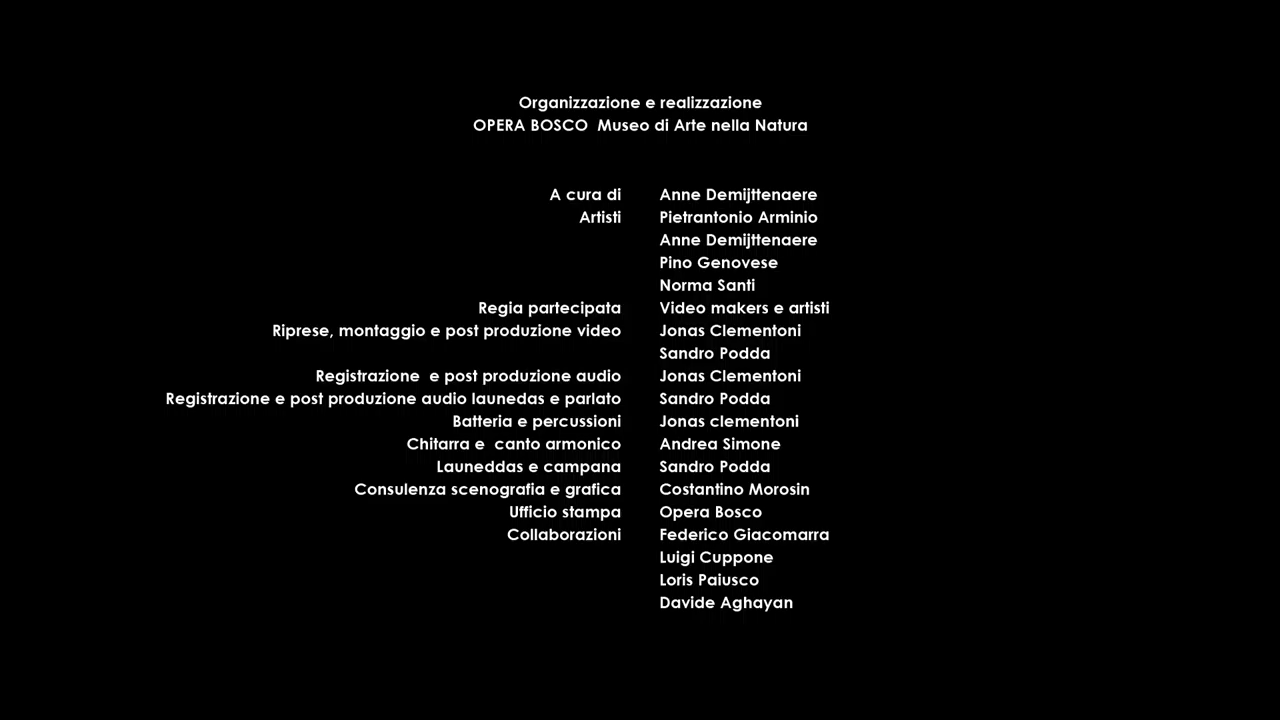 Organizzazione e realizzazione
OPERA BOSCO  Museo di Arte nella Natura
A cura di Anne Demijttenaere
Artisti Pietrantonio Arminio
Anne Demijttenaere
Pino Genovese
Norma Santi
Regia partecipata Video makers e artisti
Riprese, montaggio e post produzione video Jonas Clementoni
Sandro Podda
Registrazione  e post produzione audio Jonas Clementoni
Registrazione e post produzione audio launedas e parlato Sandro Podda
Batteria e percussioni Jonas clementoni
Chitarra e  canto armonico Andrea Simone
Launeddas e campana Sandro Podda
Consulenza scenografia e grafica Costantino Morosin
Ufficio stampa Opera Bosco
Collaborazioni Federico Giacomarra
Luigi Cuppone
Loris Paiusco
Davide Aghayan